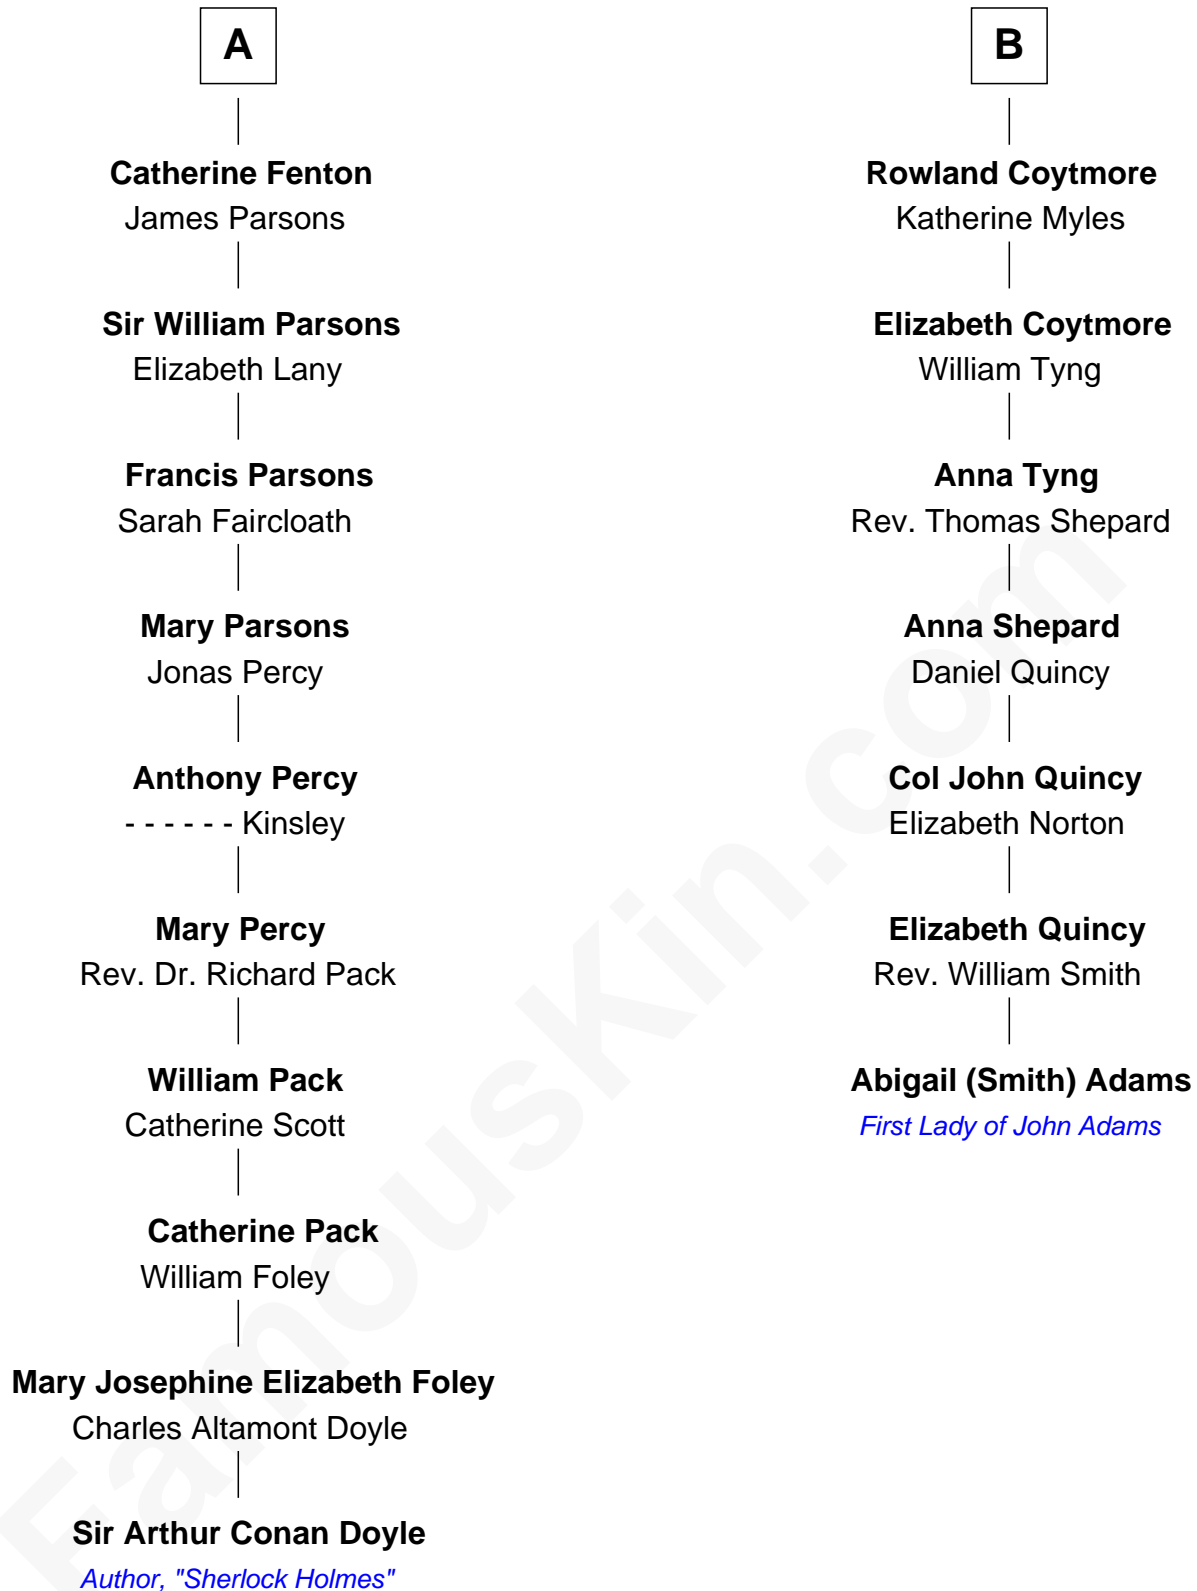 A
Catherine Fenton
James Parsons
Sir William Parsons
Elizabeth Lany
Francis Parsons
Sarah Faircloath
Mary Parsons
Jonas Percy
Anthony Percy
- - - - - - Kinsley
Mary Percy
Rev. Dr. Richard Pack
William Pack
Catherine Scott
Catherine Pack
William Foley
Mary Josephine Elizabeth Foley
Charles Altamont Doyle
Sir Arthur Conan Doyle
Author, "Sherlock Holmes"
B
Rowland Coytmore
Katherine Myles
Elizabeth Coytmore
William Tyng
Anna Tyng
Rev. Thomas Shepard
Anna Shepard
Daniel Quincy
Col John Quincy
Elizabeth Norton
Elizabeth Quincy
Rev. William Smith
Abigail (Smith) Adams
First Lady of John Adams
FamousKin.com